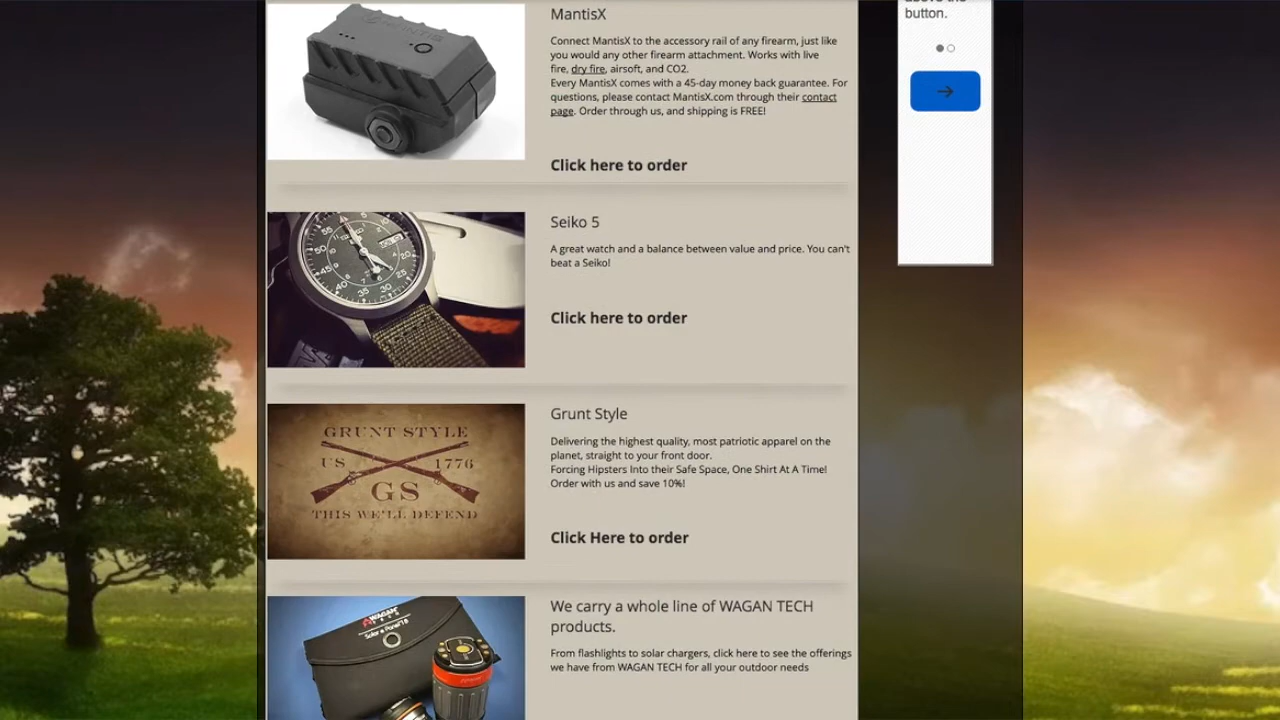 button.
MantisX
Connect MantisX to the accessory rail of any firearm, just like
you would any other firearm attachment. Works with live
fire, dry fire, airsoft, and CO2.
Every MantisX comes with a 45-day money back guarantee. For
questions, please contact MantisX.com through their contact
page. Order through us, and shipping is FREE!
Click here to order
Seiko 5
A great watch and a balance between value and price. You can't
beat a Seiko!
Click here to order
GRUNT STYLE
US 1776
GS
THIS WE'LL DEFEND
Grunt Style
Delivering the highest quality, most patriotic apparel on the
planet, straight to your front door.
Forcing Hipsters Into their Safe Space, One Shirt At A Time!
Order with us and save 10%!
Click Here to order
WAGAN
TECH
We carry a whole line of WAGAN TECH
products.
From flashlights to solar chargers, click here to see the offerings
we have from WAGAN TECH for all your outdoor needs